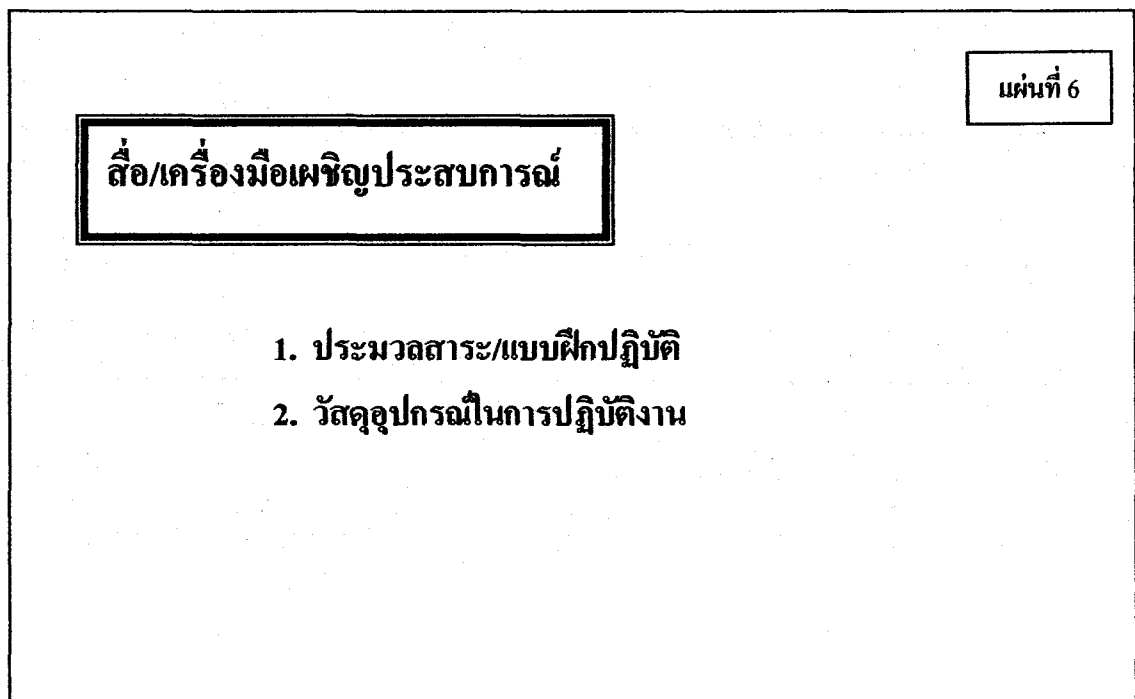 แผ่นที่ 6
สื่อ/เครื่องมือเผชิญประสบการณ์
1. ประมวลสาระ/แบบฝึกปฏิบัติ
2. วัสดุอุปกรณ์ในการปฏิบัติงาน